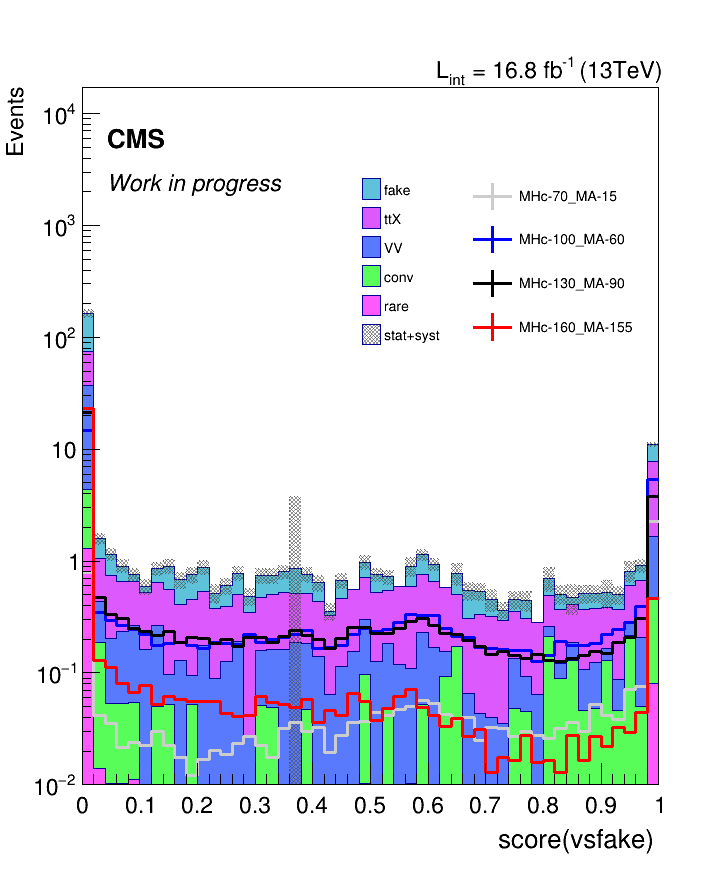 L_int = 16.8 fb^-1 (13TeV)
Events
CMS
Work in progress
fake
ttX
VV
conv
rare
stat+syst
MHc-70_MA-15
MHc-100_MA-60
MHc-130_MA-90
MHc-160_MA-155
10^4
10^3
10^2
10
1
10^−1
10^−2
0 0.1 0.2 0.3 0.4 0.5 0.6 0.7 0.8 0.9 1
score(vsfake)